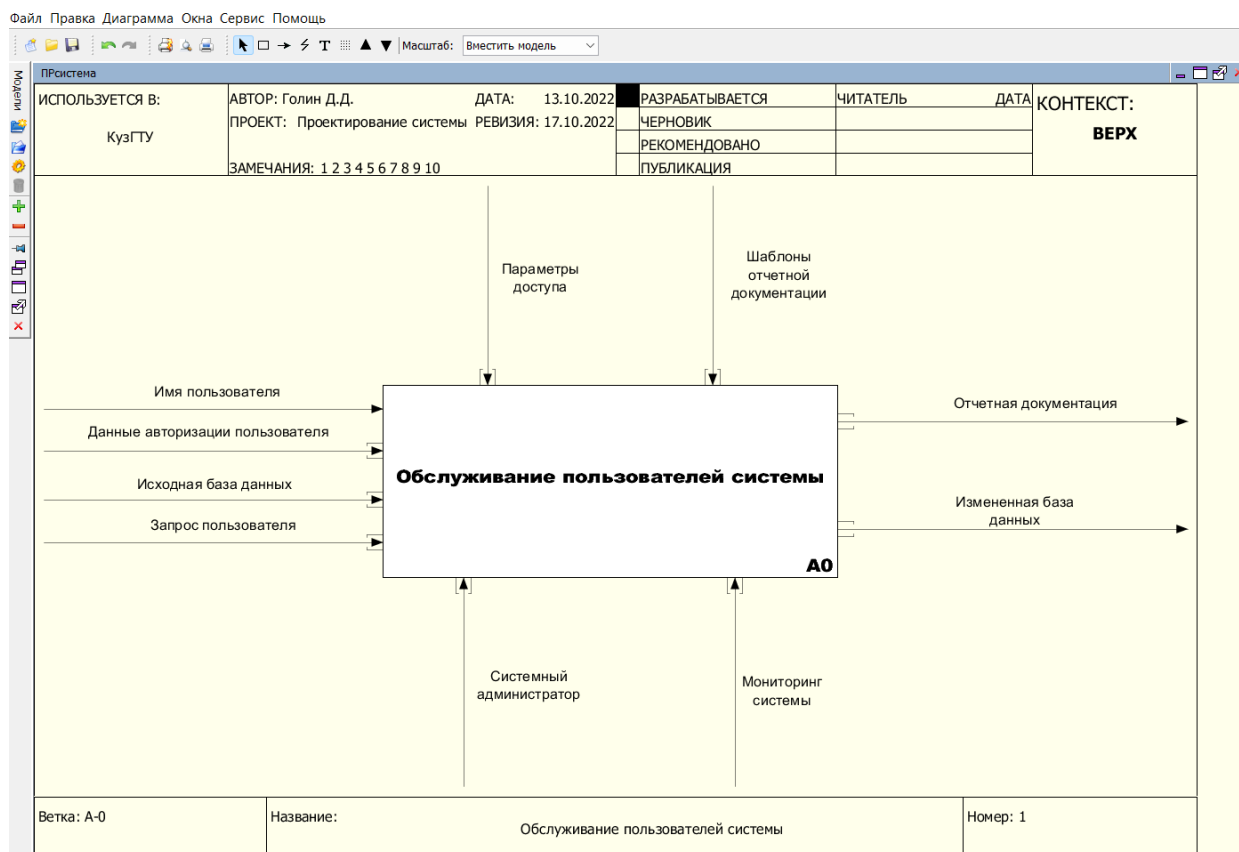 Файл Правка Диаграмма Окна Сервис Помощь
Масштаб: Вместить модель
Модели
ПРсистема
ИСПОЛЬЗУЕТСЯ В:
КузГТУ
АВТОР: Голин Д.Д.
ДАТА: 13.10.2022
ПРОЕКТ: Проектирование системы
РЕВИЗИЯ: 17.10.2022
ЗАМЕЧАНИЯ: 1 2 3 4 5 6 7 8 9 10
РАЗРАБАТЫВАЕТСЯ
ЧЕРНОВИК
РЕКОМЕНДОВАНО
ПУБЛИКАЦИЯ
ЧИТАТЕЛЬ
ДАТА
КОНТЕКСТ:
ВЕРХ
Параметры
доступа
Шаблоны
отчетной
документации
Имя пользователя
Данные авторизации пользователя
Исходная база данных
Запрос пользователя
Обслуживание пользователей системы
A0
Отчетная документация
Измененная база
данных
Системный
администратор
Мониторинг
системы
Ветка: A-0
Название:
Обслуживание пользователей системы
Номер: 1